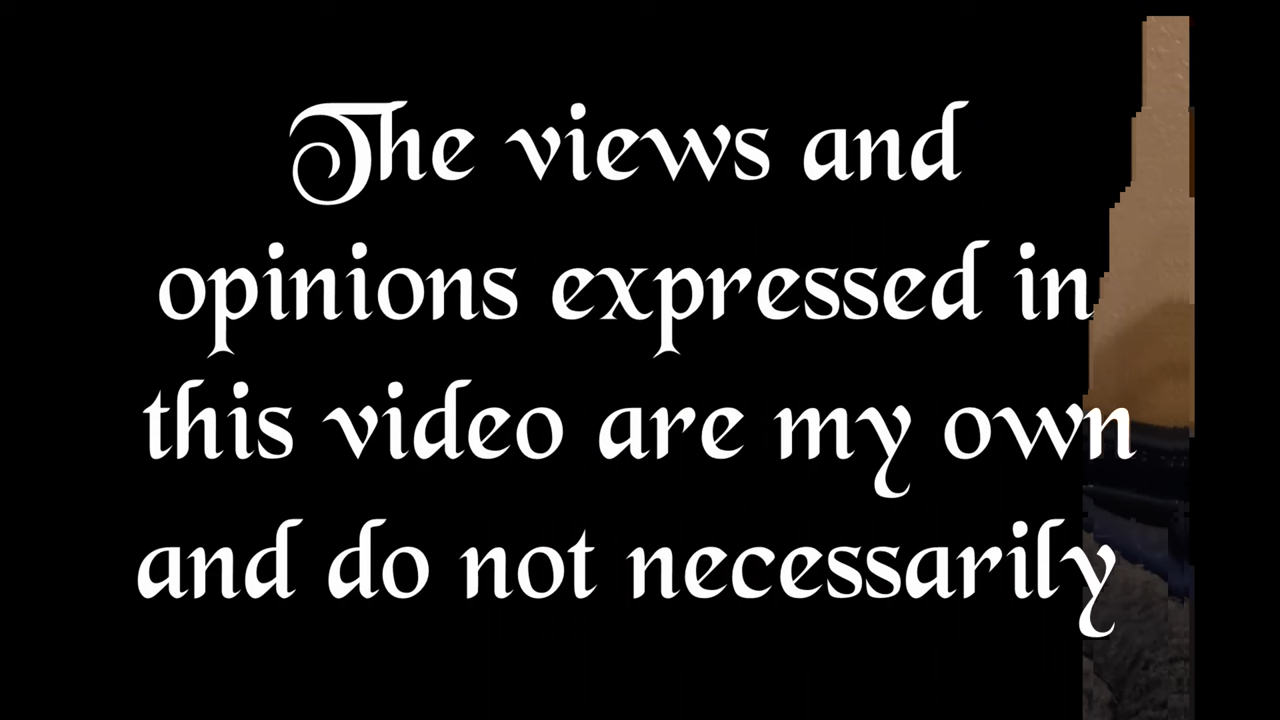 The views and
opinions expressed in
this video are my own
and do not necessarily